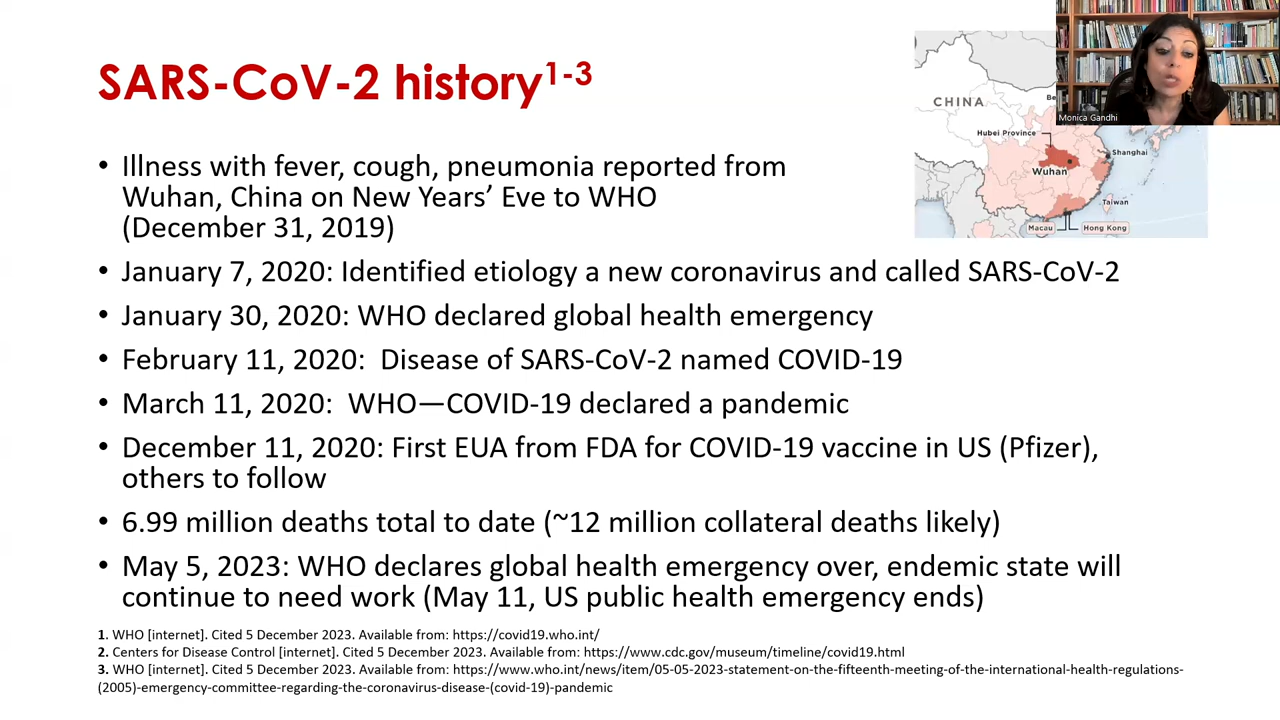 SARS-CoV-2 history1-3
• Illness with fever, cough, pneumonia reported from
Wuhan, China on New Years’ Eve to WHO
(December 31, 2019)
• January 7, 2020: Identified etiology a new coronavirus and called SARS-CoV-2
• January 30, 2020: WHO declared global health emergency
• February 11, 2020:  Disease of SARS-CoV-2 named COVID-19
• March 11, 2020:  WHO—COVID-19 declared a pandemic
• December 11, 2020: First EUA from FDA for COVID-19 vaccine in US (Pfizer),
others to follow
• 6.99 million deaths total to date (~12 million collateral deaths likely)
• May 5, 2023: WHO declares global health emergency over, endemic state will
continue to need work (May 11, US public health emergency ends)
1. WHO [internet]. Cited 5 December 2023. Available from: https://covid19.who.int/
2. Centers for Disease Control [internet]. Cited 5 December 2023. Available from: https://www.cdc.gov/museum/timeline/covid19.html
3. WHO [internet]. Cited 5 December 2023. Available from: https://www.who.int/news/item/05-05-2023-statement-on-the-fifteenth-meeting-of-the-international-health-regulations-
(2005)-emergency-committee-regarding-the-coronavirus-disease-(covid-19)-pandemic
CHINA
Hubei Province
Shanghai
Wuhan
Taiwan
Macau
Hong Kong
Monica Gandhi